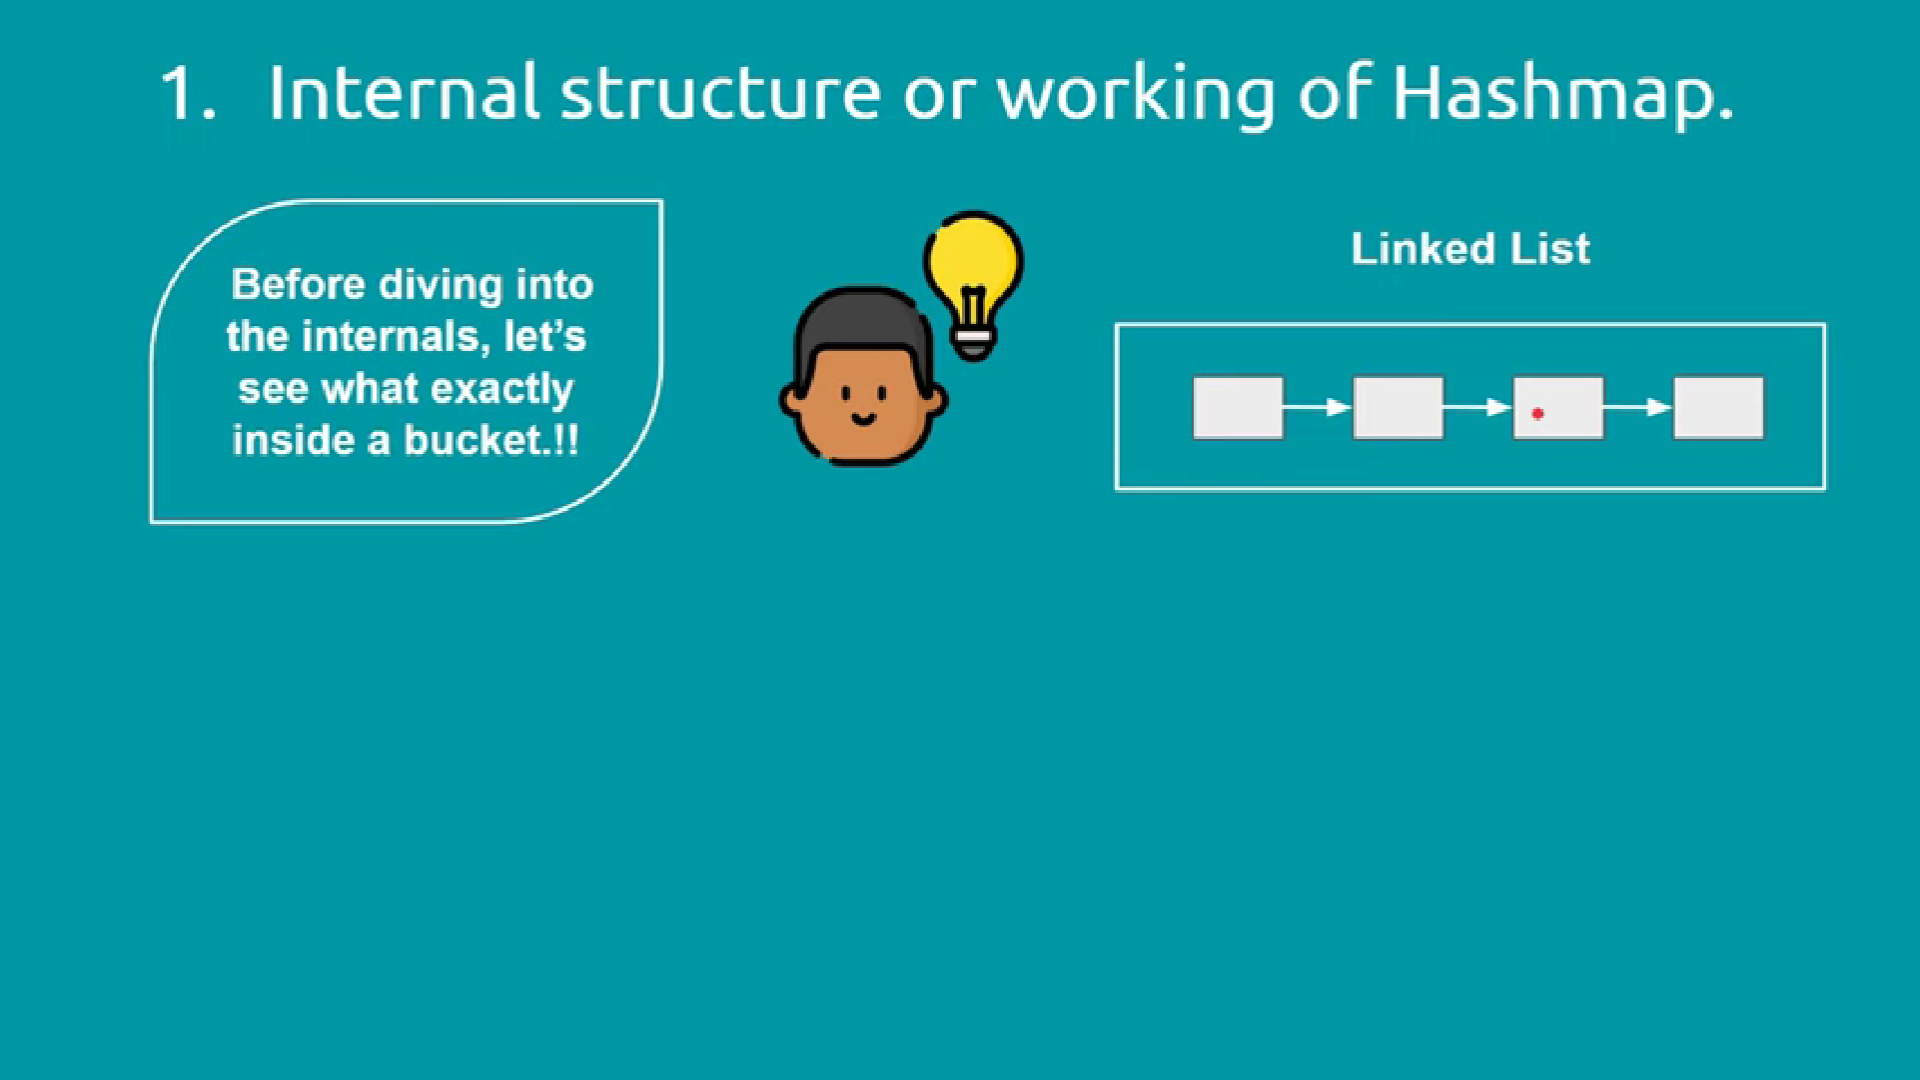 1. Internal structure or working of Hashmap.
Before diving into
the internals, let's
see what exactly
inside a bucket.!!
Linked List